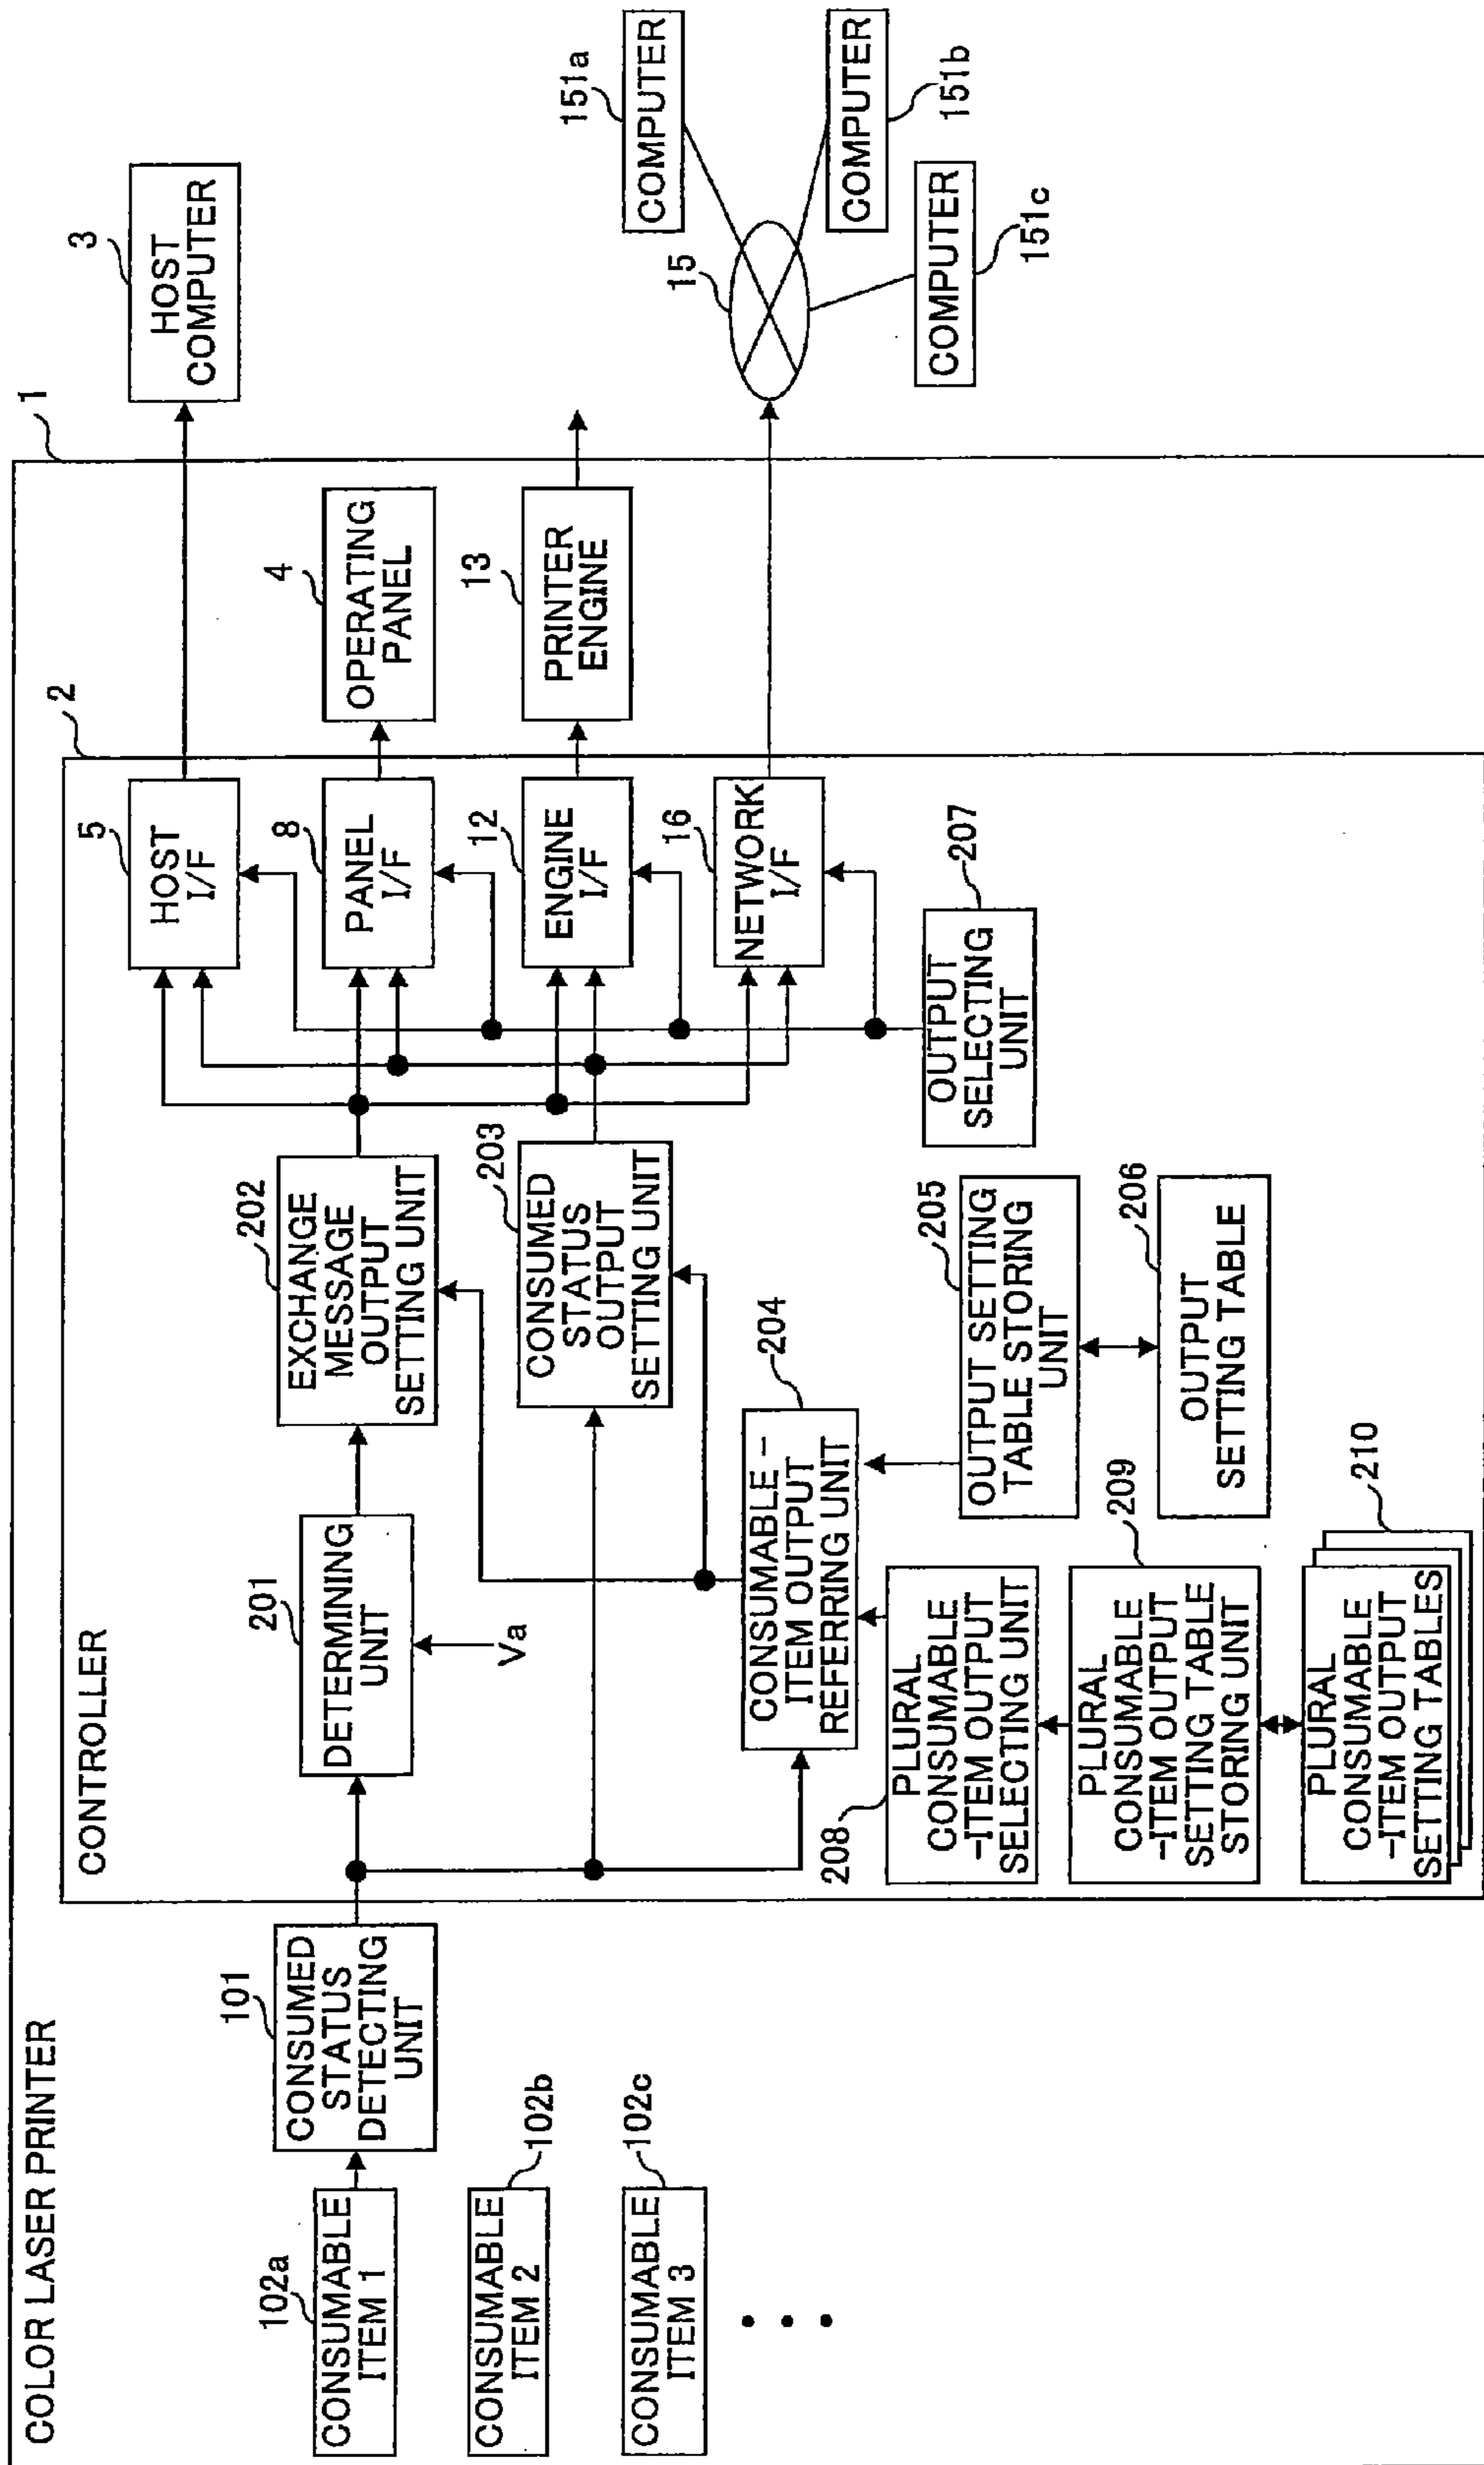 COLOR LASER PRINTER
1
CONTROLLER
2
102a
CONSUMABLE
ITEM 1
CONSUMABLE
ITEM 2
102b
CONSUMABLE
ITEM 3
102c
101
CONSUMED
STATUS
DETECTING
UNIT
201
DETERMINING
UNIT
Va
202
EXCHANGE
MESSAGE
OUTPUT
SETTING UNIT
203
CONSUMED
STATUS
OUTPUT
SETTING UNIT
204
CONSUMABLE -
ITEM OUTPUT
REFERRING UNIT
205
OUTPUT SETTING
TABLE STORING
UNIT
206
OUTPUT
SETTING TABLE
208
PLURAL
CONSUMABLE
-ITEM OUTPUT
SELECTING UNIT
209
PLURAL
CONSUMABLE
-ITEM OUTPUT
SETTING TABLE
STORING UNIT
210
PLURAL
CONSUMABLE
-ITEM OUTPUT
SETTING TABLES
207
OUTPUT
SELECTING
UNIT
5
HOST
I/F
8
PANEL
I/F
12
ENGINE
I/F
16
NETWORK
I/F
4
OPERATING
PANEL
13
PRINTER
ENGINE
3
HOST
COMPUTER
15
151a
COMPUTER
COMPUTER
151b
COMPUTER
151c